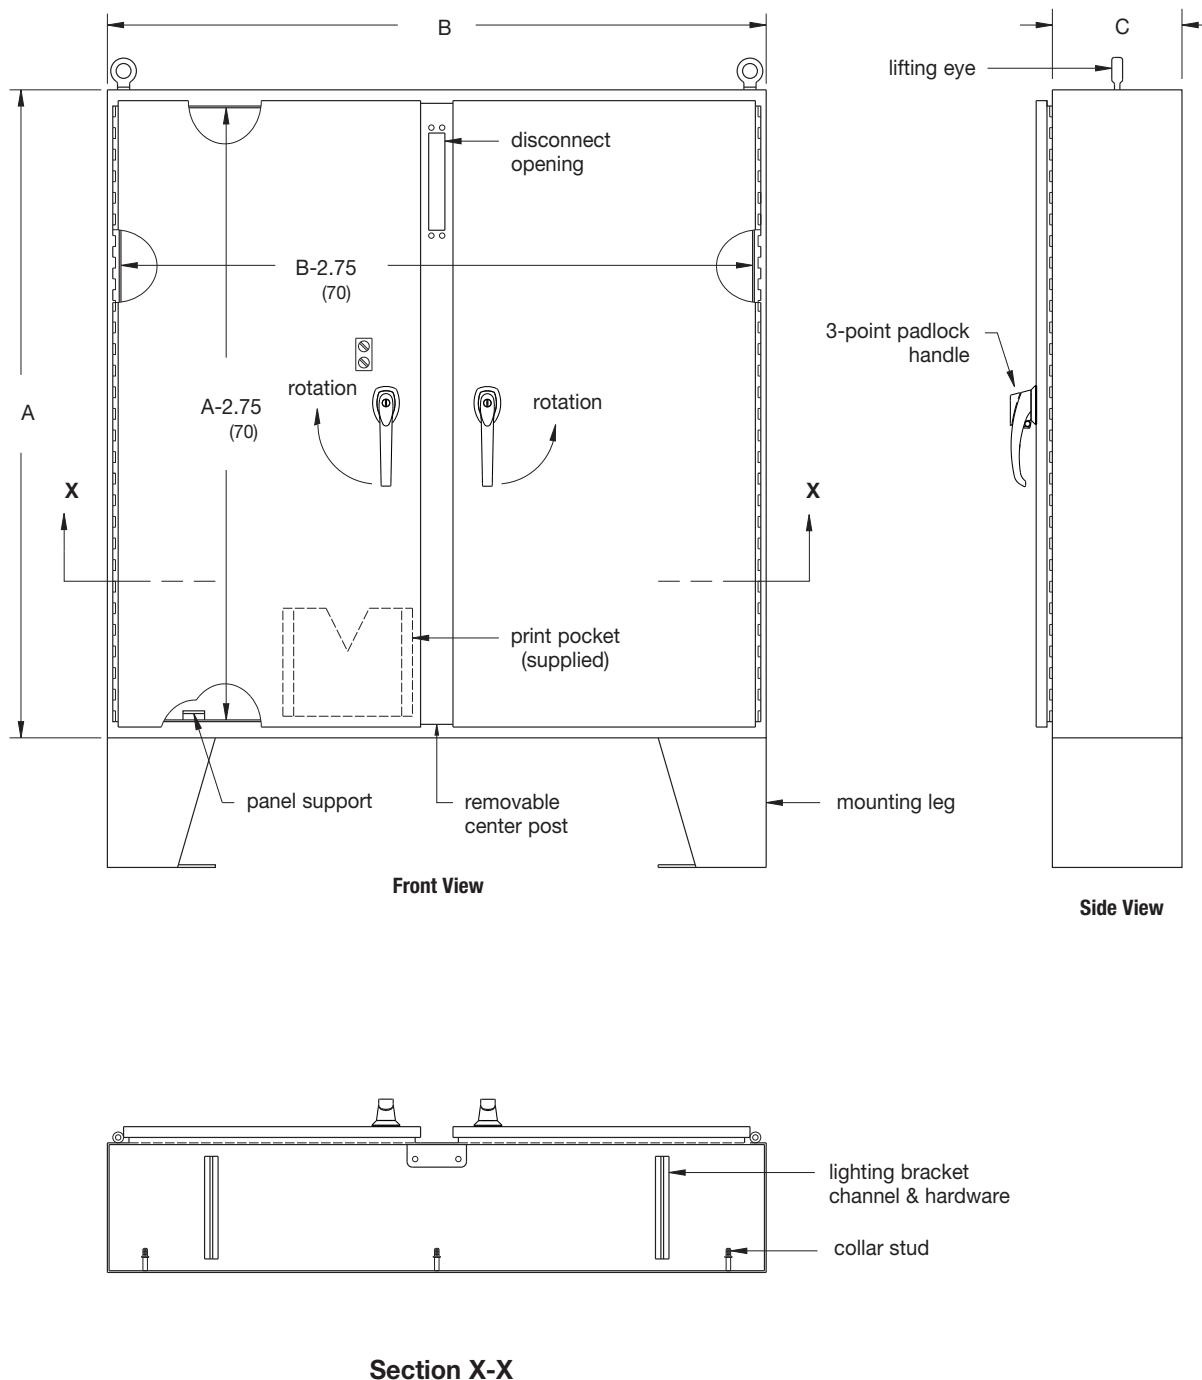 B
C
lifting eye
disconnect
opening
B-2.75
(70)
3-point padlock
handle
rotation
A
A-2.75
(70)
rotation
X
X
print pocket
(supplied)
panel support
removable
center post
mounting leg
Front View
Side View
lighting bracket
channel & hardware
collar stud
Section X-X